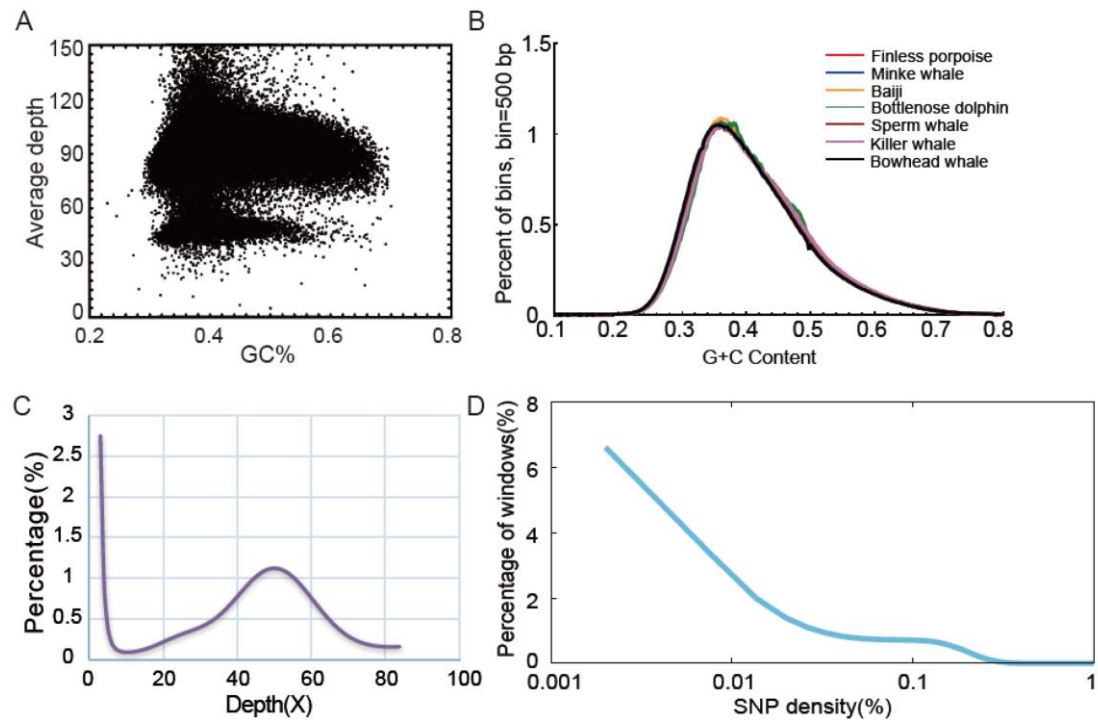 A
Average depth
150
120
90
60
30
0
0.2
0.4
0.6
0.8
GC%
B
Percent of bins, bin=500 bp
1.5
1
0.5
0
0.1
0.2
0.3
0.4
0.5
0.6
0.7
0.8
G+C Content
Finless porpoise
Minke whale
Baiji
Bottlenose dolphin
Sperm whale
Killer whale
Bowhead whale
C
Percentage(%)
3
2.5
2
1.5
1
0.5
0
0
20
40
60
80
100
Depth(X)
D
Percentage of windows(%)
8
6
4
2
0
0.001
0.01
0.1
1
SNP density(%)